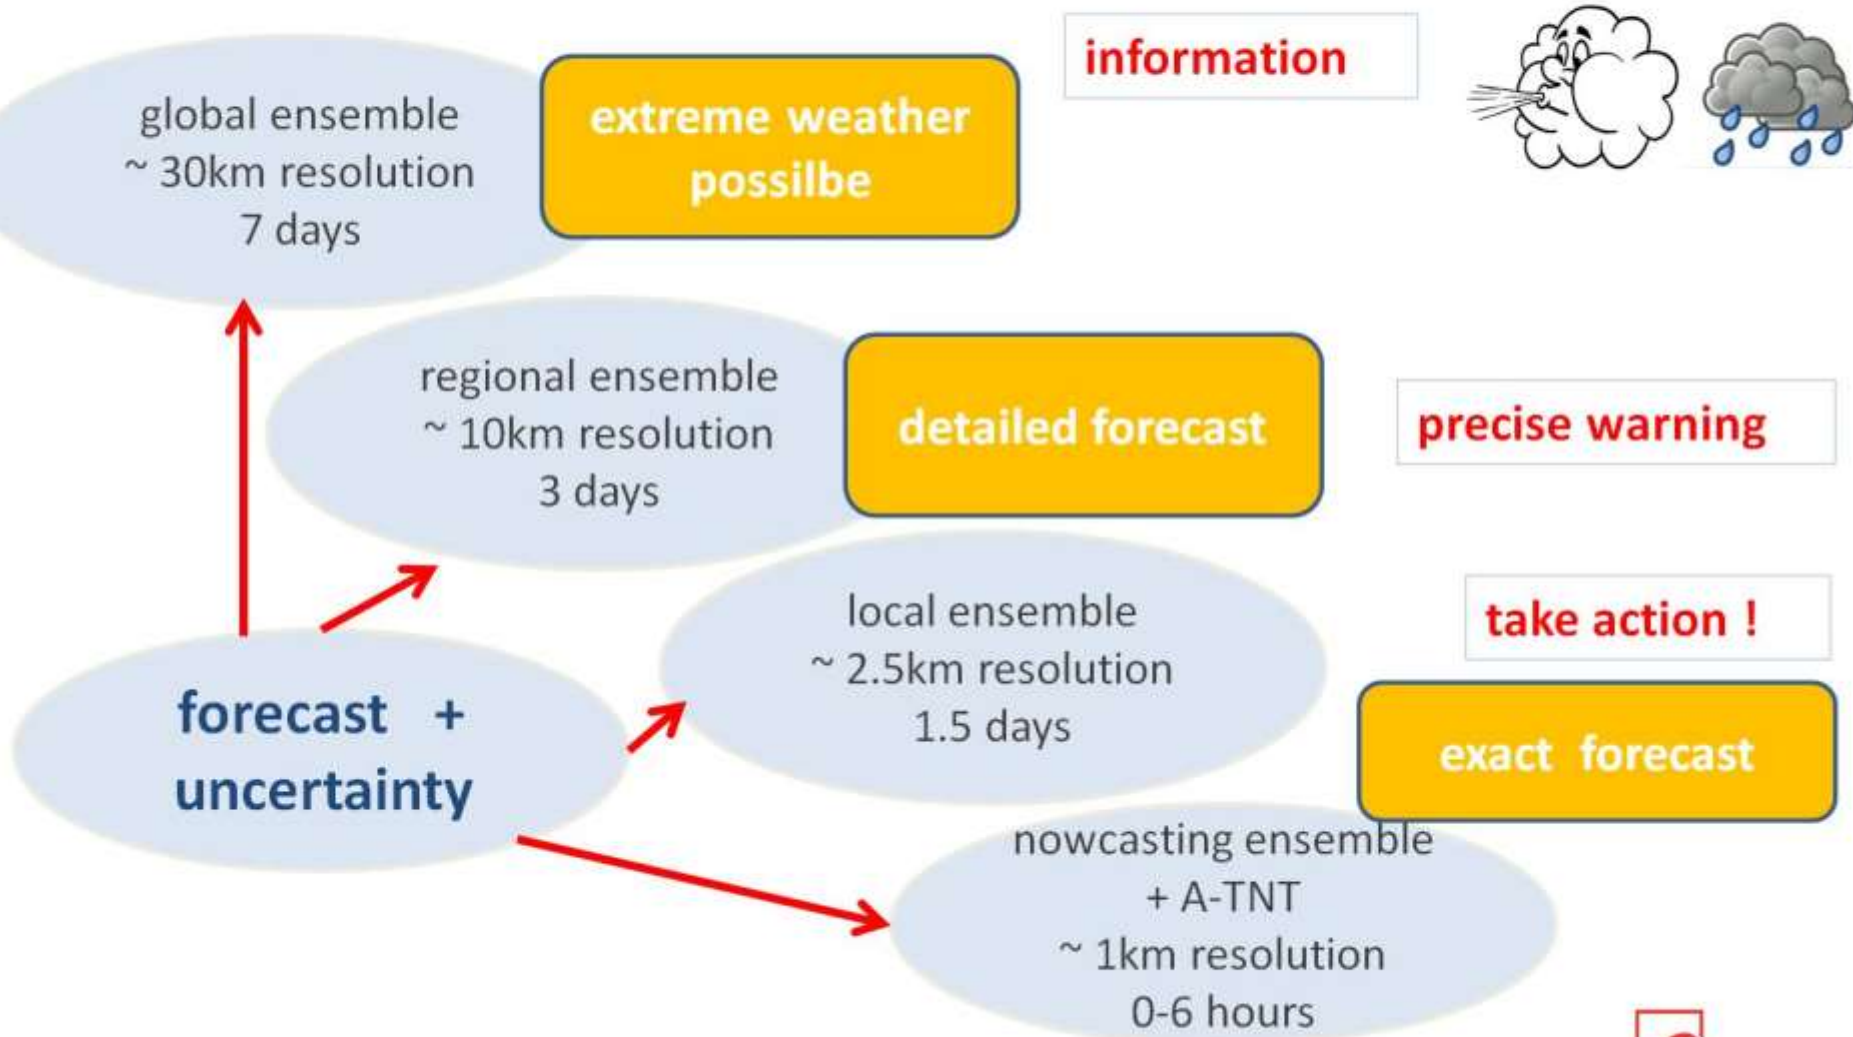 global ensemble
~ 30km resolution
7 days
extreme weather
possilbe
information
regional ensemble
~ 10km resolution
3 days
detailed forecast
precise warning
local ensemble
~ 2.5km resolution
1.5 days
take action !
exact forecast
forecast +
uncertainty
nowcasting ensemble
+ A-TNT
~ 1km resolution
0-6 hours